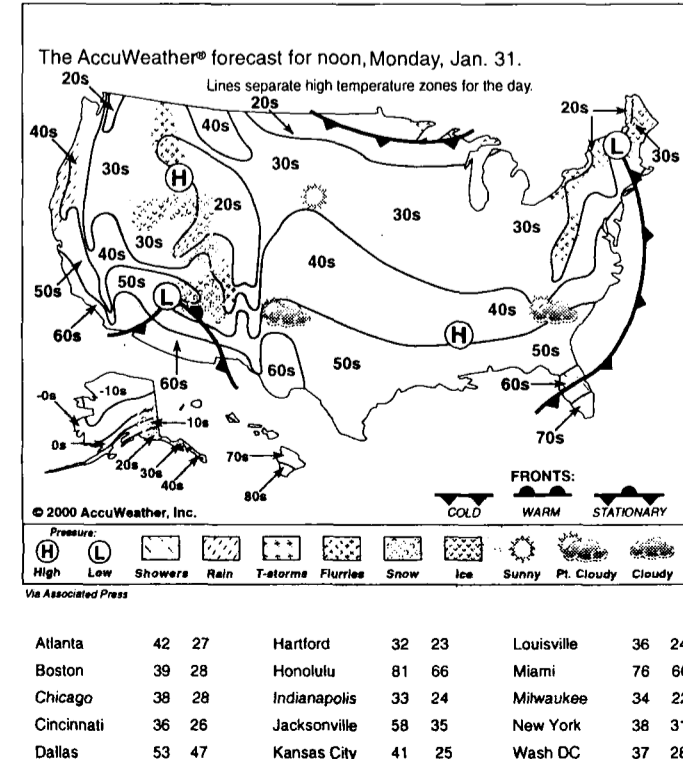 The AccuWeather® forecast for noon, Monday, Jan. 31.
Lines separate high temperature zones for the day.
20s
20s
20s
40s
40s
30s
30s
L
30s
H
20s
30s
30s
30s
40s
40s
50s
50s
L
40s
60s
H
50s
50s
60s
60s
60s
70s
-0s
-10s
10s
0s
20s
30s
40s
70s
80s
FRONTS:
COLD WARM STATIONARY
© 2000 AccuWeather, Inc.
Pressure:
H L
High Low Showers Rain T-storms Flurries Snow Ice Sunny Pt. Cloudy Cloudy
Via Associated Press
Atlanta 42 27 Hartford 32 23 Louisville 36 24
Boston 39 28 Honolulu 81 66 Miami 76 66
Chicago 38 28 Indianapolis 33 24 Milwaukee 34 22
Cincinnati 36 26 Jacksonville 58 35 New York 38 31
Dallas 53 47 Kansas City 41 25 Wash DC 37 28